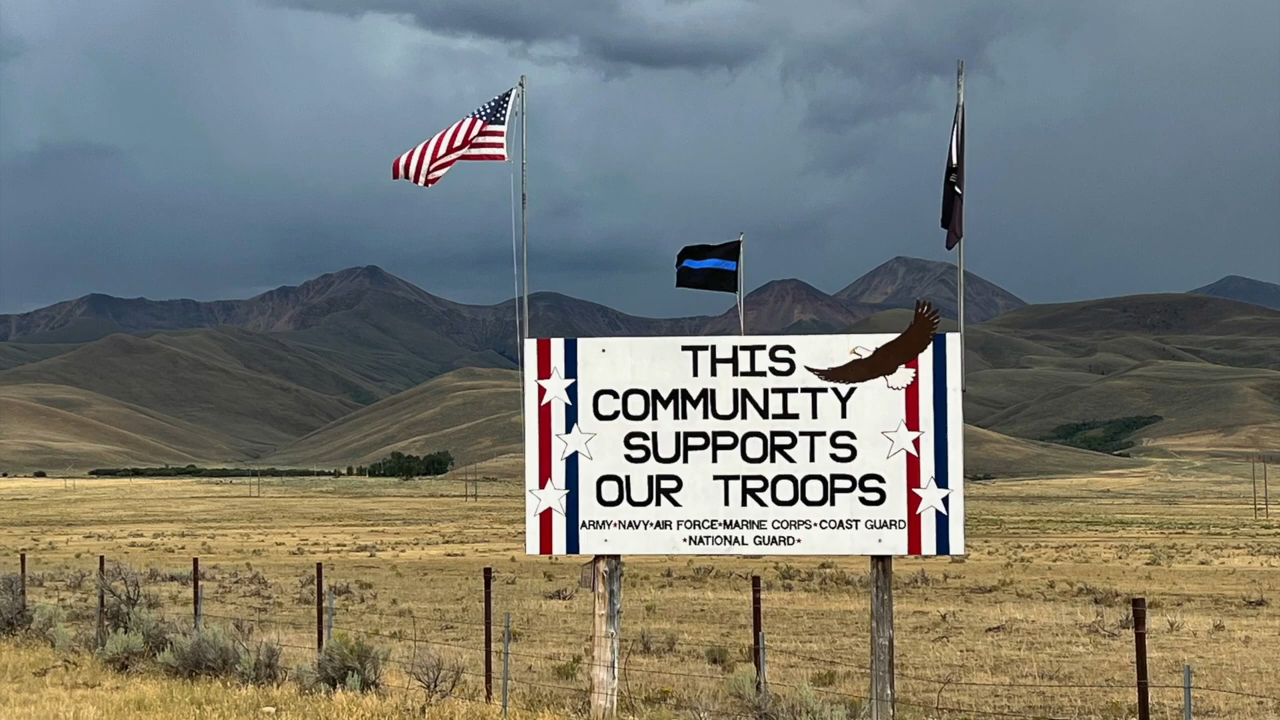 THIS
COMMUNITY
SUPPORTS
OUR TROOPS
ARMY★NAVY★AIR FORCE★MARINE CORPS★COAST GUARD
★NATIONAL GUARD★